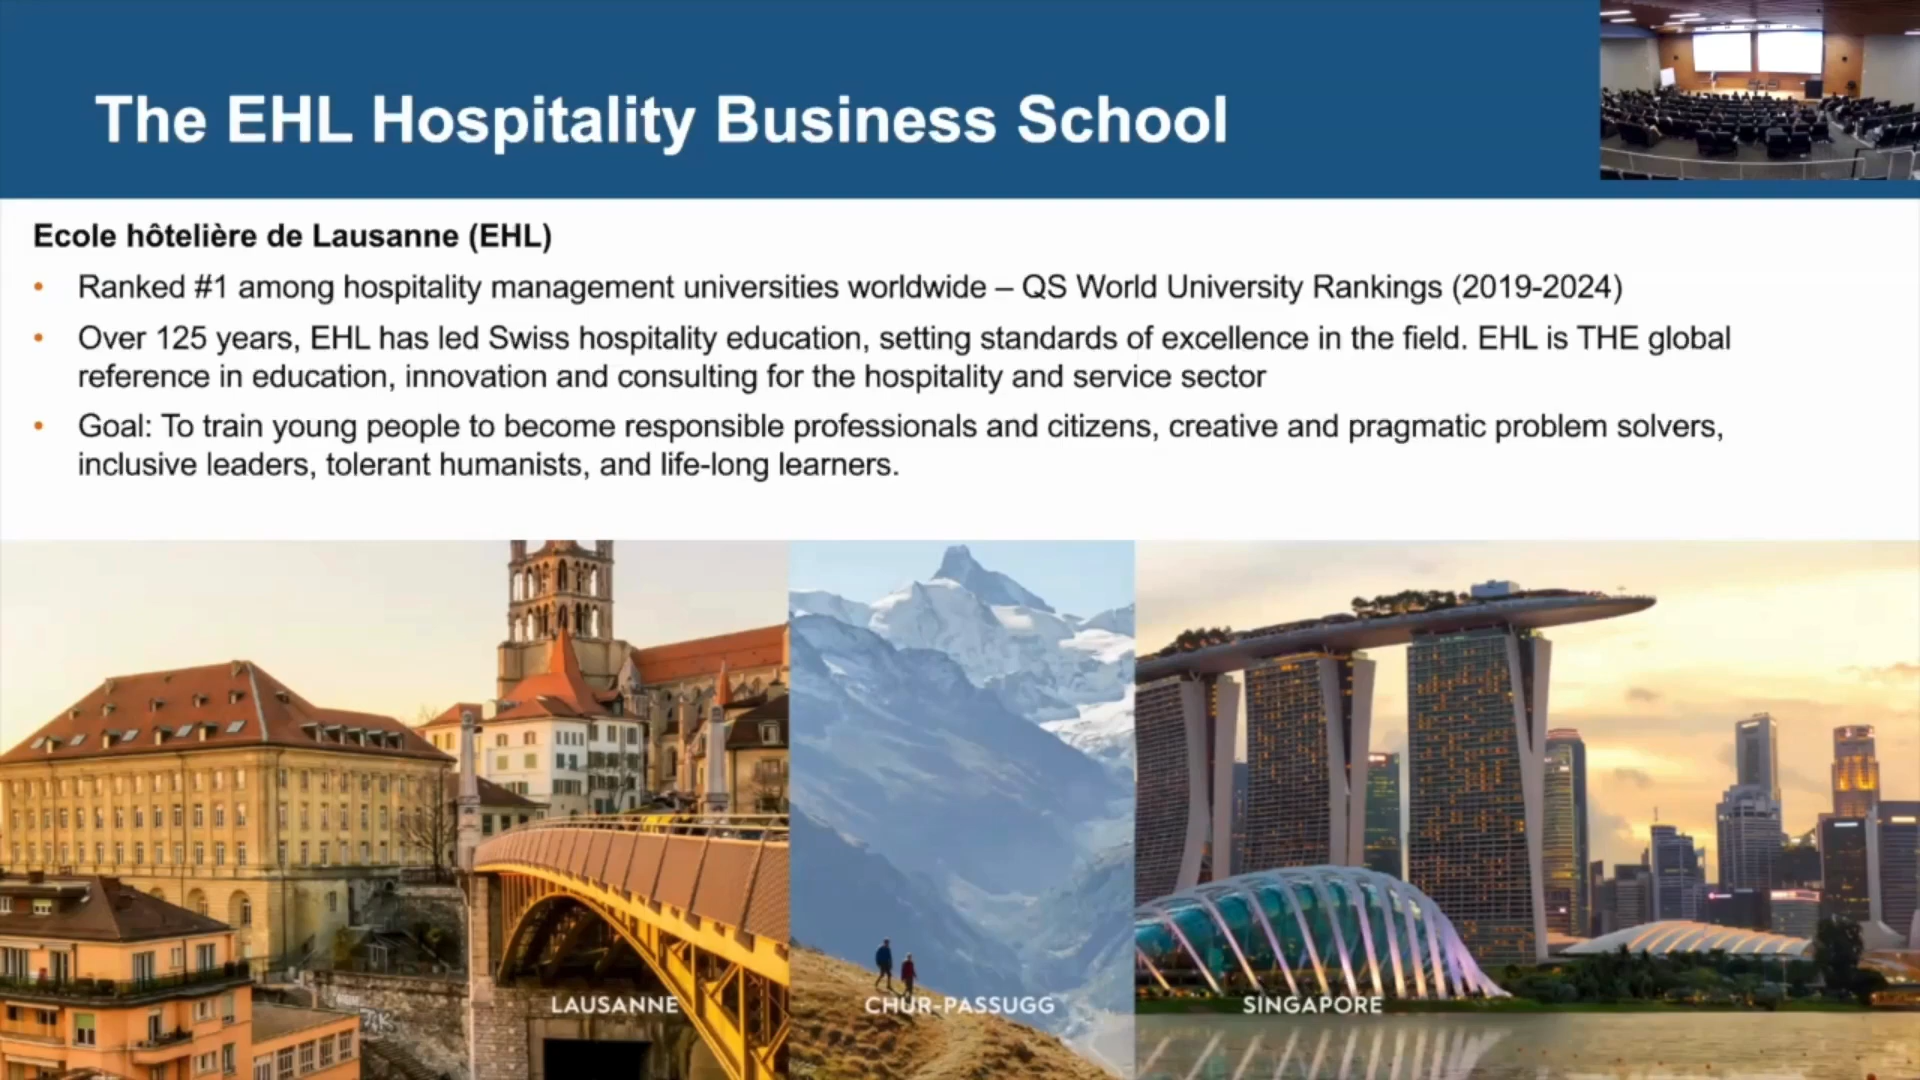 The EHL Hospitality Business School
Ecole hôtelière de Lausanne (EHL)
• Ranked #1 among hospitality management universities worldwide – QS World University Rankings (2019-2024)
• Over 125 years, EHL has led Swiss hospitality education, setting standards of excellence in the field. EHL is THE global
reference in education, innovation and consulting for the hospitality and service sector
• Goal: To train young people to become responsible professionals and citizens, creative and pragmatic problem solvers,
inclusive leaders, tolerant humanists, and life-long learners.
LAUSANNE
CHUR-PASSUGG
SINGAPORE